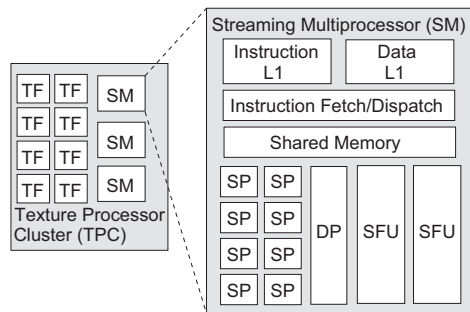 Streaming Multiprocessor (SM)
Instruction
L1
Data
L1
Instruction Fetch/Dispatch
Shared Memory
SP SP
SP SP
SP SP
SP SP
DP
SFU
SFU
TF TF
TF TF
TF TF
TF TF
SM
SM
SM
Texture Processor
Cluster (TPC)